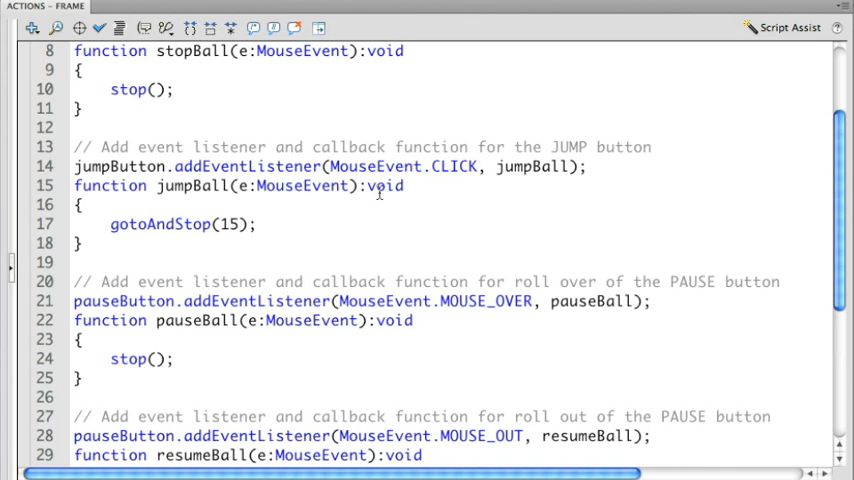 ACTIONS - FRAME
Script Assist
8 function stopBall(e:MouseEvent):void
9 {
10 stop();
11 }
12
13 // Add event listener and callback function for the JUMP button
14 jumpButton.addEventListener(MouseEvent.CLICK, jumpBall);
15 function jumpBall(e:MouseEvent):void
16 {
17 gotoAndStop(15);
18 }
19
20 // Add event listener and callback function for roll over of the PAUSE button
21 pauseButton.addEventListener(MouseEvent.MOUSE_OVER, pauseBall);
22 function pauseBall(e:MouseEvent):void
23 {
24 stop();
25 }
26
27 // Add event listener and callback function for roll out of the PAUSE button
28 pauseButton.addEventListener(MouseEvent.MOUSE_OUT, resumeBall);
29 function resumeBall(e:MouseEvent):void